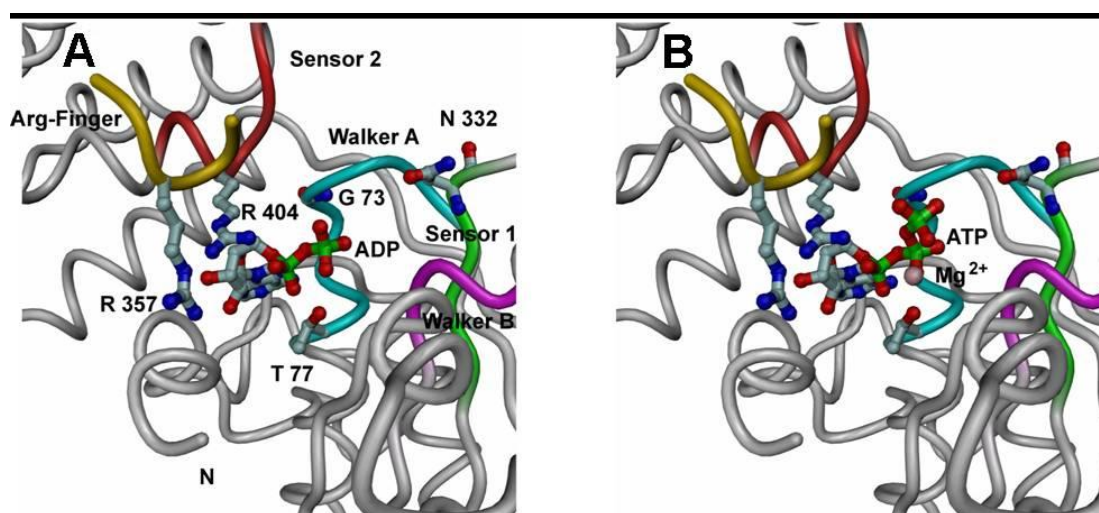 A
Sensor 2
Arg-Finger
Walker A
N 332
G 73
R 404
Sensor 1
ADP
R 357
Walker B
T 77
N
B
ATP
Mg2+